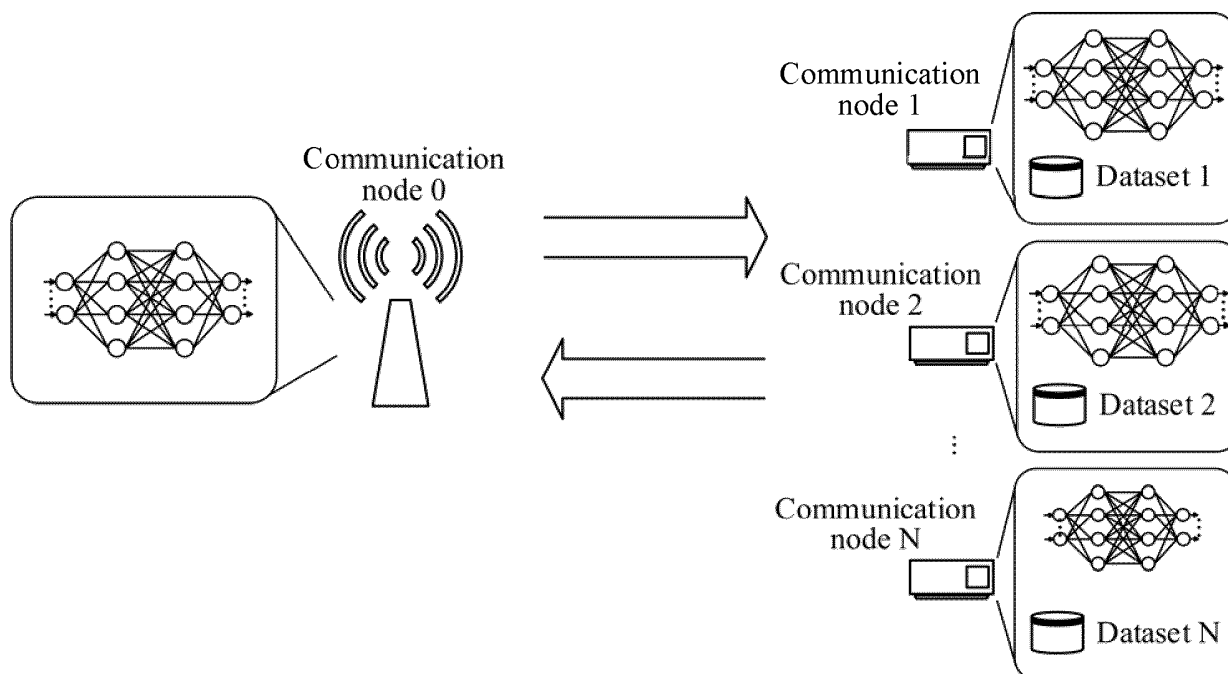 Communication
node 0
Communication
node 1
Dataset 1
Communication
node 2
Dataset 2
Communication
node N
Dataset N